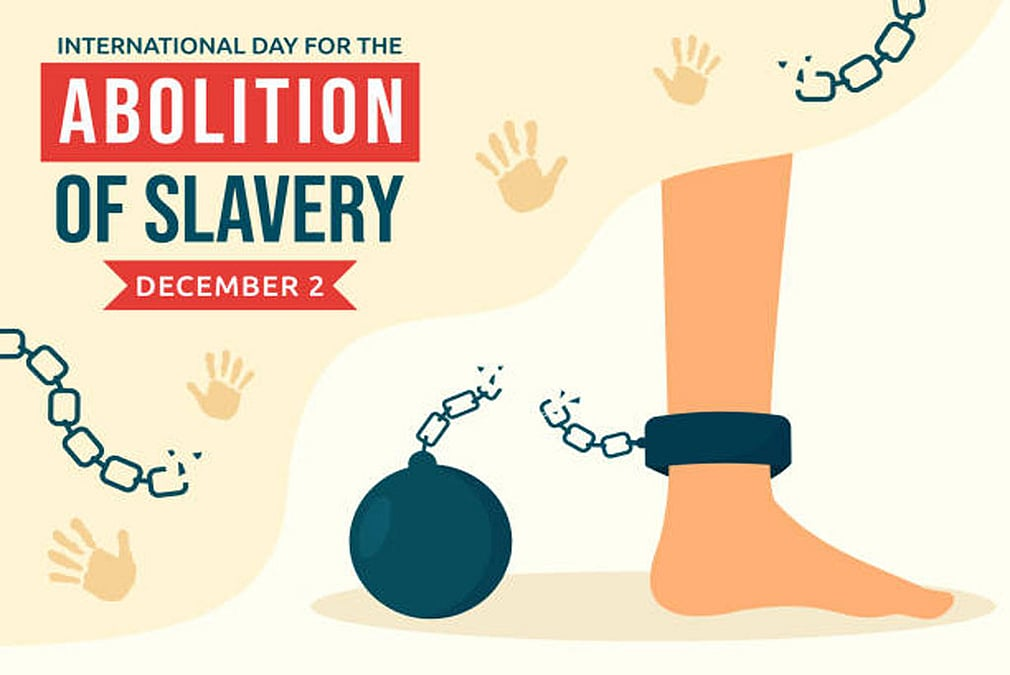 INTERNATIONAL DAY FOR THE
ABOLITION
OF SLAVERY
DECEMBER 2